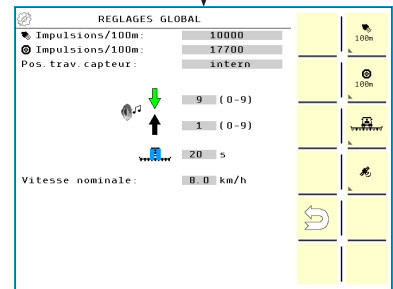 REGLAGES GLOBAL
Impulsions/100m: 10000
Impulsions/100m: 17700
Pos.trav.capteur: intern
9 (0-9)
1 (0-9)
20 s
Vitesse nominale: 8.0 km/h
100m
100m